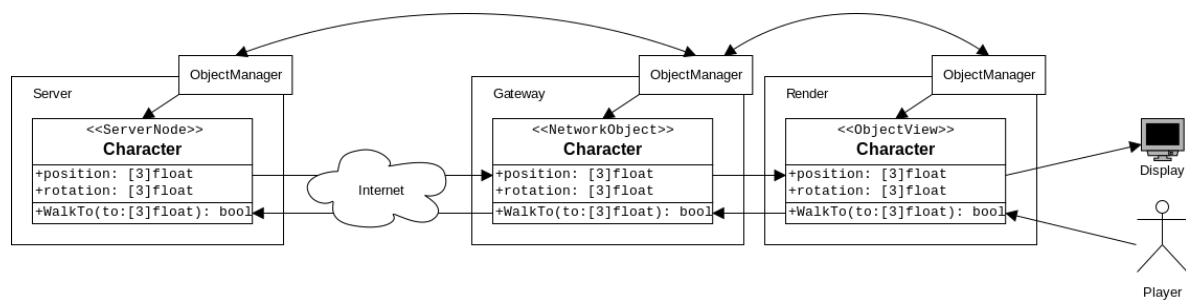 ObjectManager
Server
<<ServerNode>>
Character
+position: [3]float
+rotation: [3]float
+WalkTo(to:[3]float): bool
Internet
ObjectManager
Gateway
<<NetworkObject>>
Character
+position: [3]float
+rotation: [3]float
+WalkTo(to:[3]float): bool
ObjectManager
Render
<<ObjectView>>
Character
+position: [3]float
+rotation: [3]float
+WalkTo(to:[3]float): bool
Display
Player